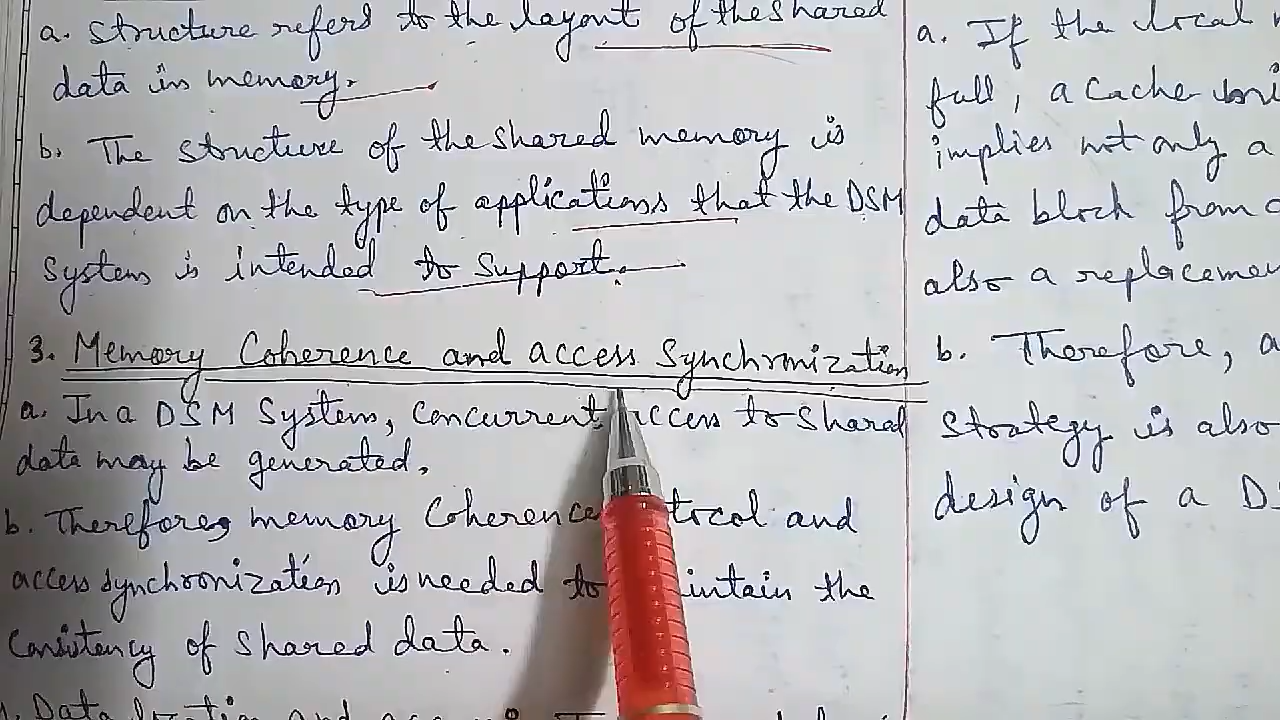 a. Structure refers to the layout of the shared
data in memory.
b. The structure of the shared memory is
dependent on the type of applications that the DSM
System is intended to support.
3. Memory Coherence and access Synchronization
a. In a DSM System, concurrent access to shared
data may be generated.
b. Therefore, memory Coherence and
access synchronization is needed to the
Consistency of shared data.
Data and
a. If the local
full, a cache
implies not only a
data block from
also a replacement
b. Therefore, a
Strategy is also
design of a